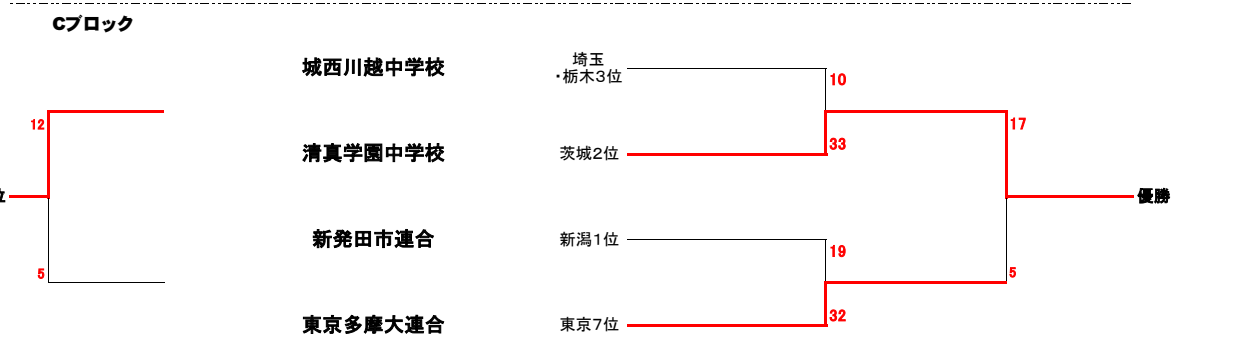 Cブロック
城西川越中学校
埼玉
・栃木3位
10
12
17
清真学園中学校
茨城2位
33
位
優勝
新発田市連合
新潟1位
19
5
5
東京多摩大連合
東京7位
32